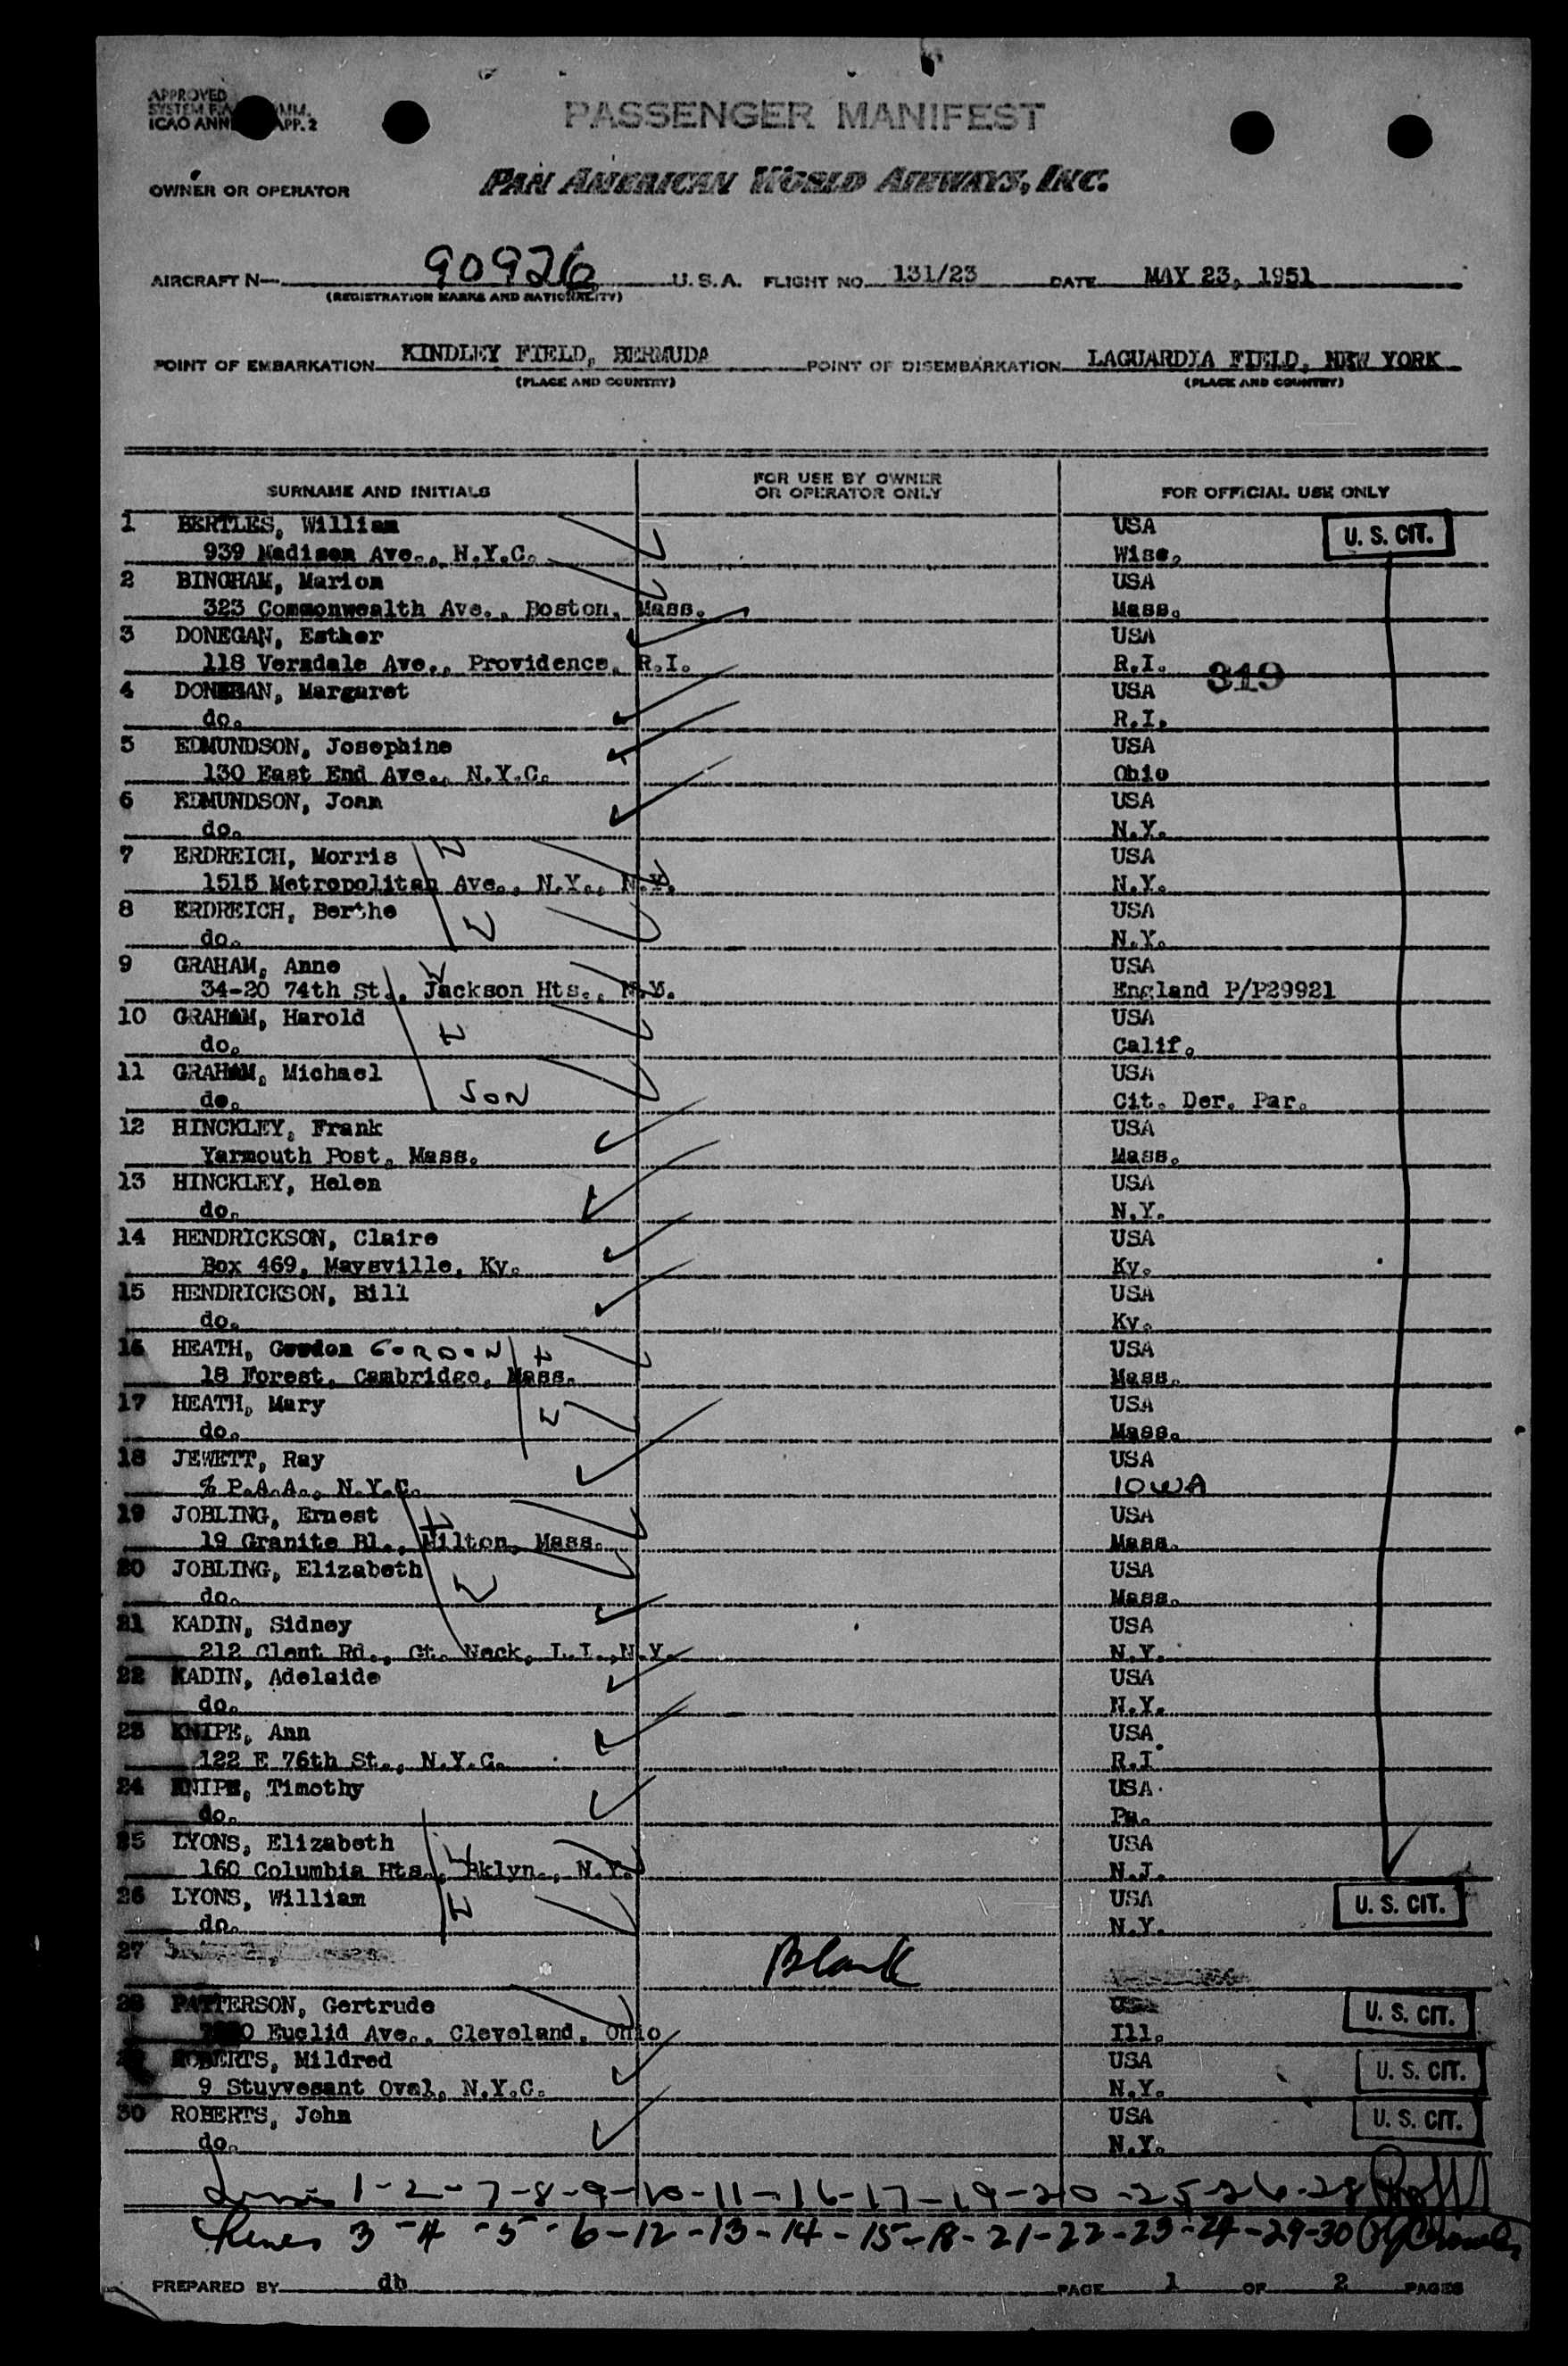 APPROVED
SYSTEM
ICAO APP. 2
PASSENGER MANIFEST
OWNER OR OPERATOR PAN AMERICAN WORLD AIRWAYS, INC.
AIRCRAFT N— 90926 U. S. A. FLIGHT NO. 131/23 DATE MAY 23, 1951
(REGISTRATION MARKS AND NATIONALITY)
POINT OF EMBARKATION KINDLEY FIELD, BERMUDA POINT OF DISEMBARKATION LAGUARDIA FIELD, NEW YORK
(PLACE AND COUNTRY) (PLACE AND COUNTRY)
SURNAME AND INITIALS FOR USE BY OWNER OR OPERATOR ONLY FOR OFFICIAL USE ONLY
1 BERTLES, William USA U. S. CIT.
939 Madison Ave., N.Y.C. Wisc.
2 BINGHAM, Marion USA
323 Commonwealth Ave., Boston, Mass. Mass.
3 DONEGAN, Esther USA
118 Verndale Ave., Providence, R.I. R.I. 319
4 DONEGAN, Margaret USA
do. R.I.
5 EDMUNDSON, Josephine USA
130 East End Ave., N.Y.C. Ohio
6 EDMUNDSON, Joan USA
do. N.Y.
7 ERDREICH, Morris H USA
1515 Metropolitan Ave., N.Y., N.Y. N.Y.
8 ERDREICH, Berthe W USA
do. N.Y.
9 GRAHAM, Anne W USA
34-20 74th St., Jackson Hts., N.Y. England P/P29921
10 GRAHAM, Harold H USA
do. Calif.
11 GRAHAM, Michael SON USA
do. Cit. Der. Par.
12 HINCKLEY, Frank USA
Yarmouth Post, Mass. Mass.
13 HINCKLEY, Helen USA
do. N.Y.
14 HENDRICKSON, Claire USA
Box 469, Maysville, Ky. Ky.
15 HENDRICKSON, Bill USA
do. Ky.
16 HEATH, GORDON H USA
18 Forest, Cambridge, Mass. Mass.
17 HEATH, Mary W USA
do. Mass.
18 JEWETT, Ray USA
% P.A.A., N.Y.C. IOWA
19 JOBLING, Ernest H USA
19 Granite Pl., Milton, Mass. Mass.
20 JOBLING, Elizabeth W USA
do. Mass.
21 KADIN, Sidney USA
212 Clent Rd., Gt. Neck, L.I., N.Y. N.Y.
22 KADIN, Adelaide USA
do. N.Y.
23 KNIPE, Ann USA
122 E 76th St., N.Y.C. R.I
24 KNIPE, Timothy USA
do. Pa.
25 LYONS, Elizabeth W USA
160 Columbia Hts., Bklyn., N.Y. N.J.
26 LYONS, William H USA U. S. CIT.
do. N.Y.
27 Blank
28 PATTERSON, Gertrude USA U. S. CIT.
Euclid Ave., Cleveland, Ohio Ill.
29 ROBERTS, Mildred USA U. S. CIT.
9 Stuyvesant Oval, N.Y.C. N.Y.
30 ROBERTS, John USA U. S. CIT.
do. N.Y.
Lines 1-2-7-8-9-10-11-16-17-19-20-25-26-28
Lines 3-4-5-6-12-13-14-15-18-21-22-23-24-29-30
PREPARED BY db PAGE 1 OF 2 PAGES